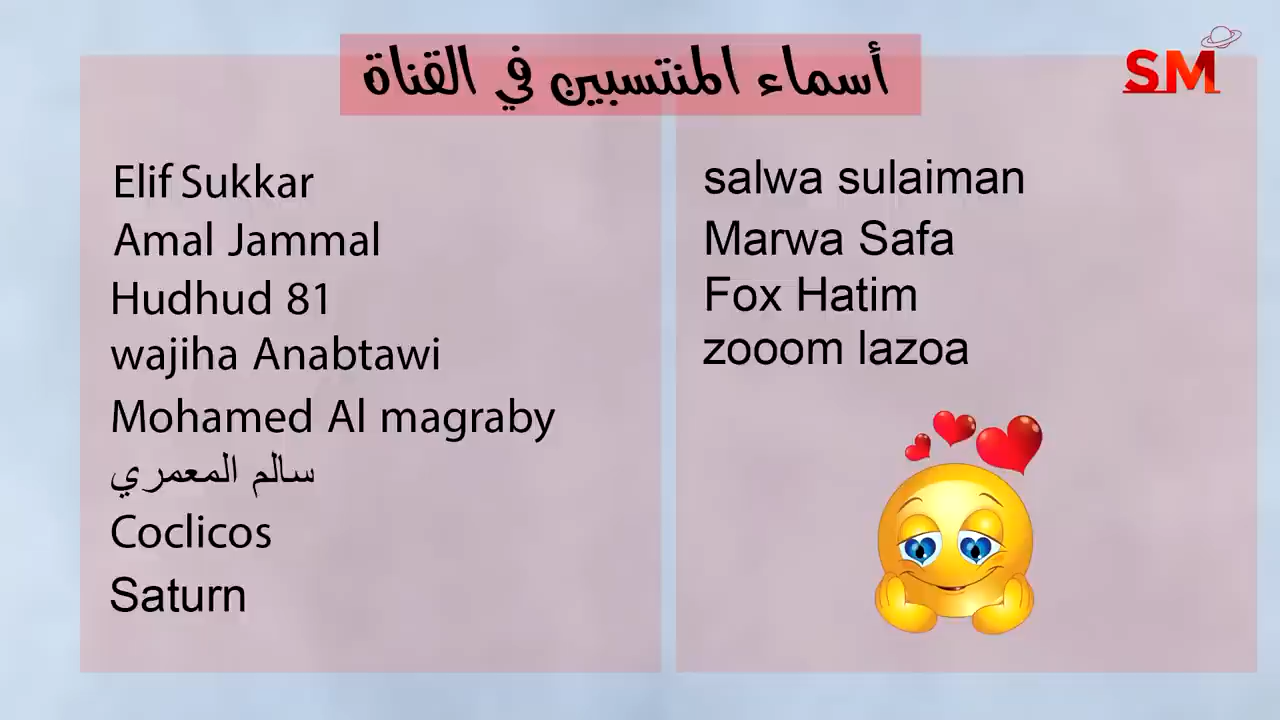 أسماء المنتسبين في القناة
SM
Elif Sukkar
Amal Jammal
Hudhud 81
wajiha Anabtawi
Mohamed Al magraby
سالم المعمري
Coclicos
Saturn
salwa sulaiman
Marwa Safa
Fox Hatim
zooom lazoa